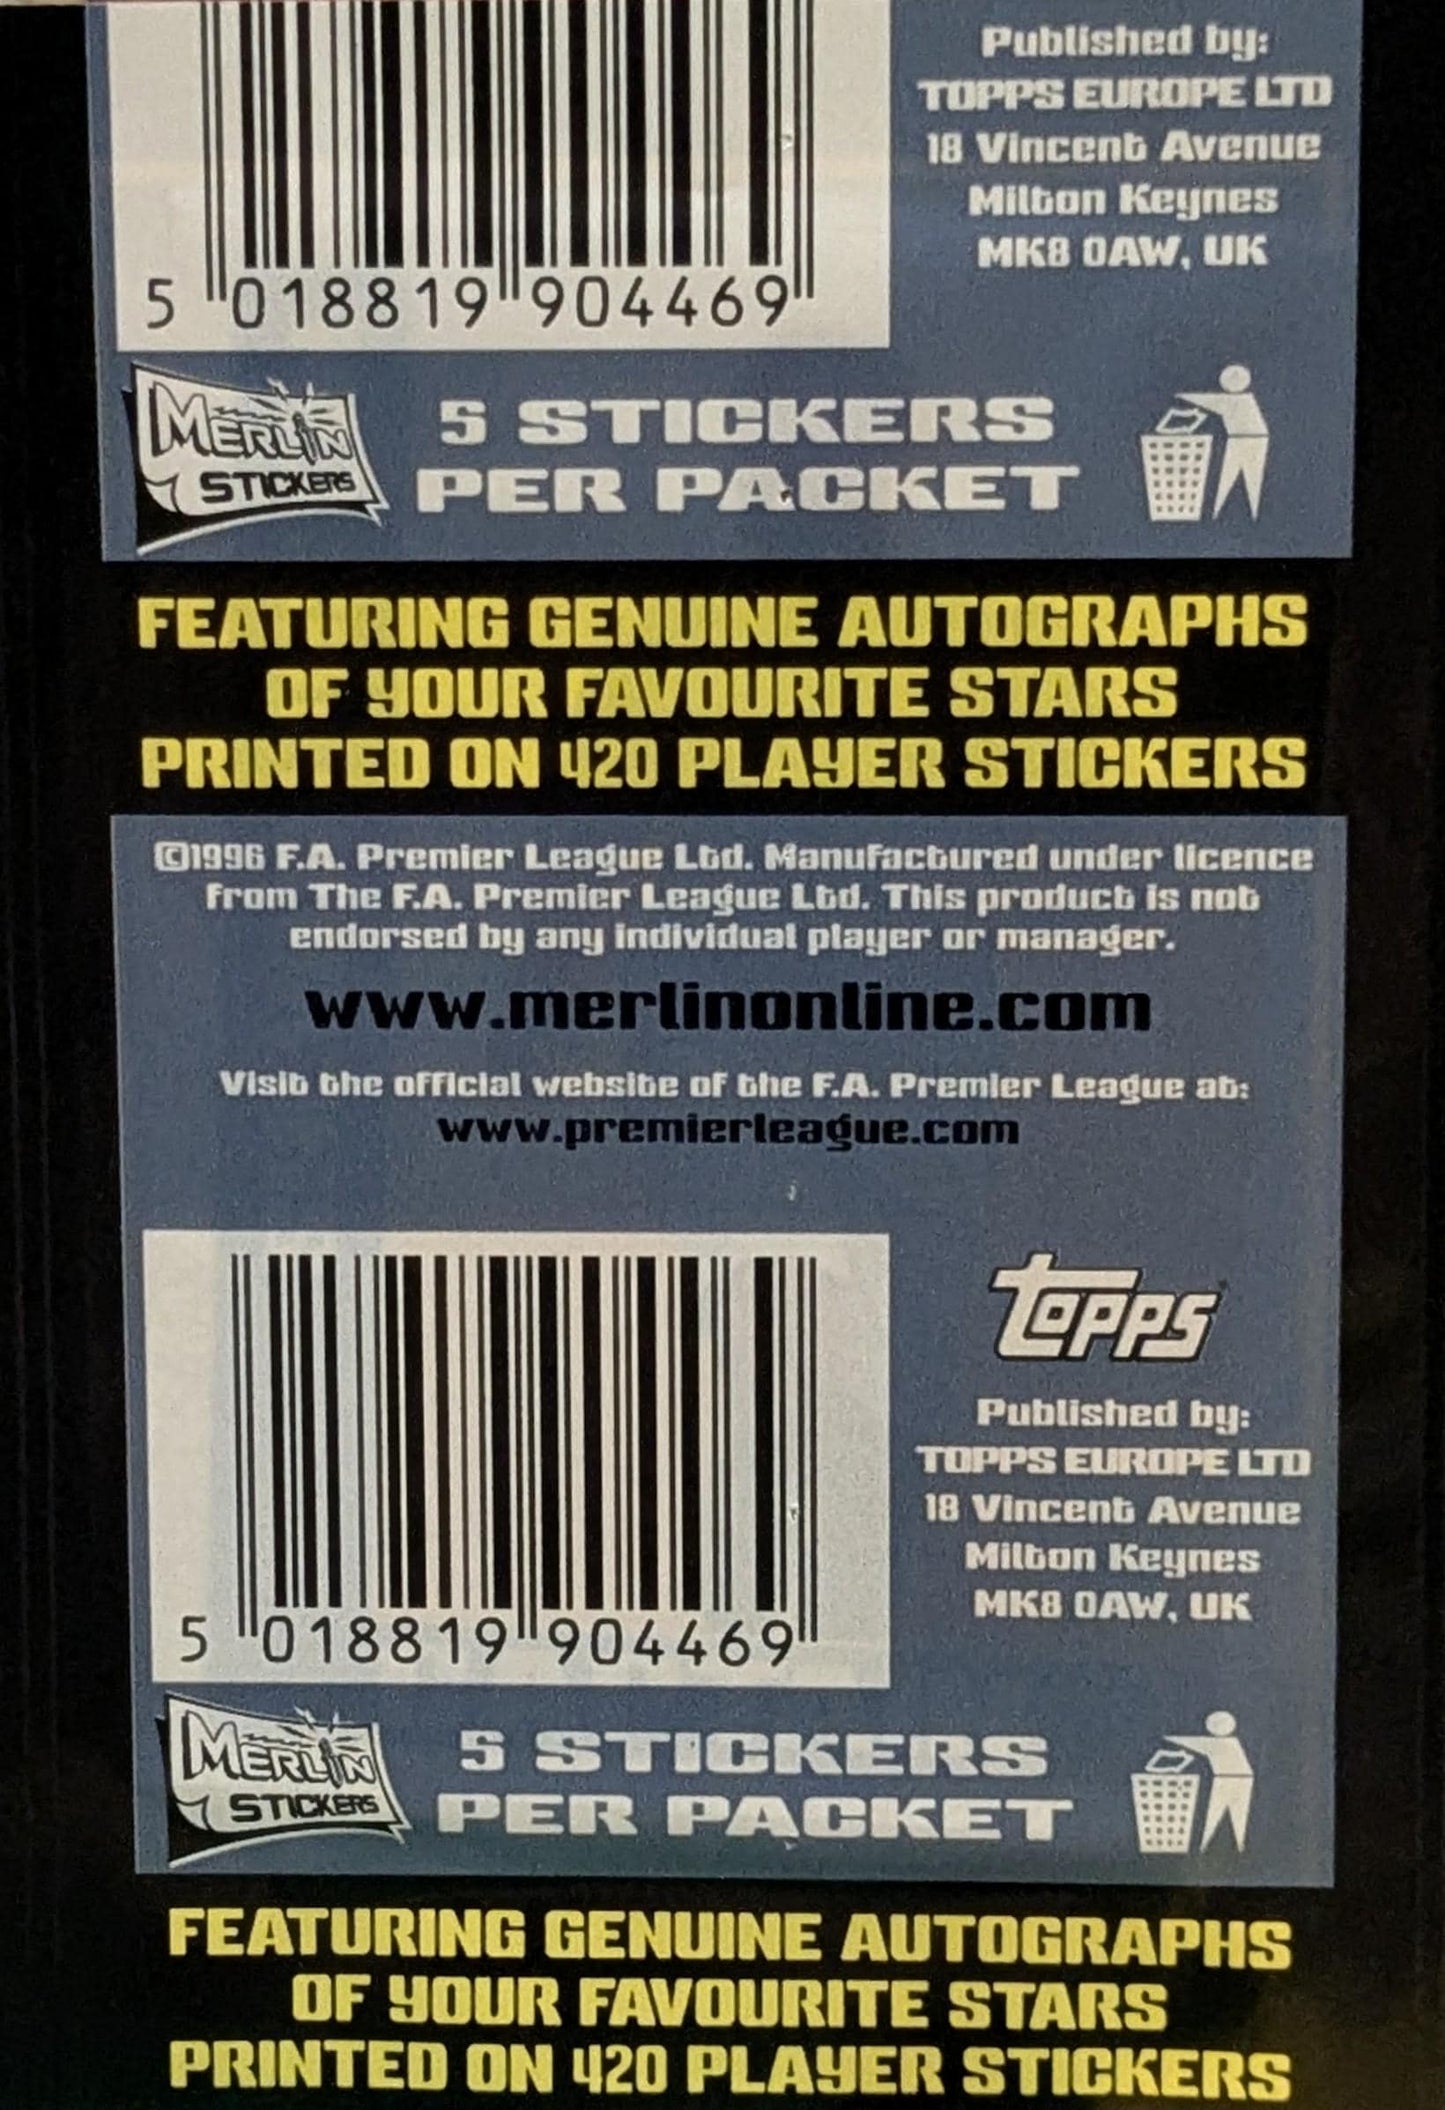 Published by:
TOPPS EUROPE LTD
18 Vincent Avenue
Milton Keynes
MK8 0AW, UK
5 018819 904469
MERLIN
STICKERS
5 STICKERS
PER PACKET
FEATURING GENUINE AUTOGRAPHS
OF YOUR FAVOURITE STARS
PRINTED ON 420 PLAYER STICKERS
©1996 F.A. Premier League Ltd. Manufactured under licence
from The F.A. Premier League Ltd. This product is not
endorsed by any individual player or manager.
www.merlinonline.com
Visit the official website of the F.A. Premier League at:
www.premierleague.com
Topps
Published by:
TOPPS EUROPE LTD
18 Vincent Avenue
Milton Keynes
MK8 0AW, UK
5 018819 904469
MERLIN
STICKERS
5 STICKERS
PER PACKET
FEATURING GENUINE AUTOGRAPHS
OF YOUR FAVOURITE STARS
PRINTED ON 420 PLAYER STICKERS